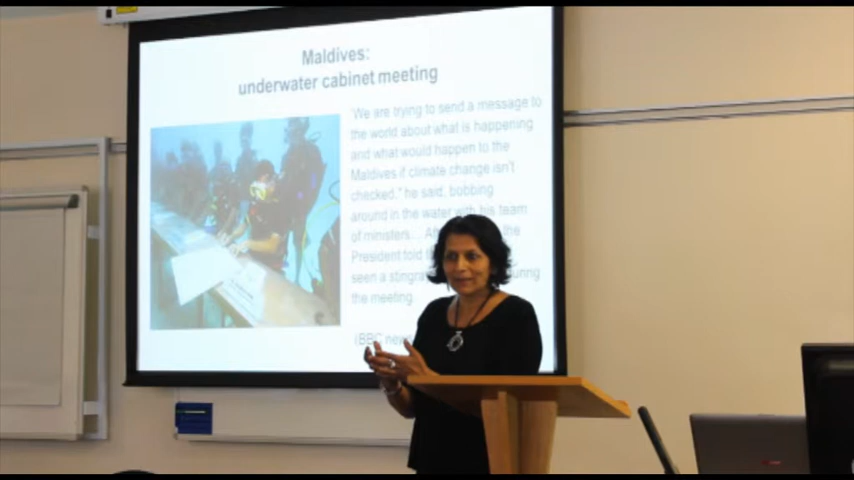 Maldives:
underwater cabinet meeting
"We are trying to send a message to
the world about what is happening
and what would happen to the
Maldives if climate change isn't
checked," he said, bobbing
around in the water with his team
of ministers... the
President told
seen a stingray during
the meeting.
(BBC news